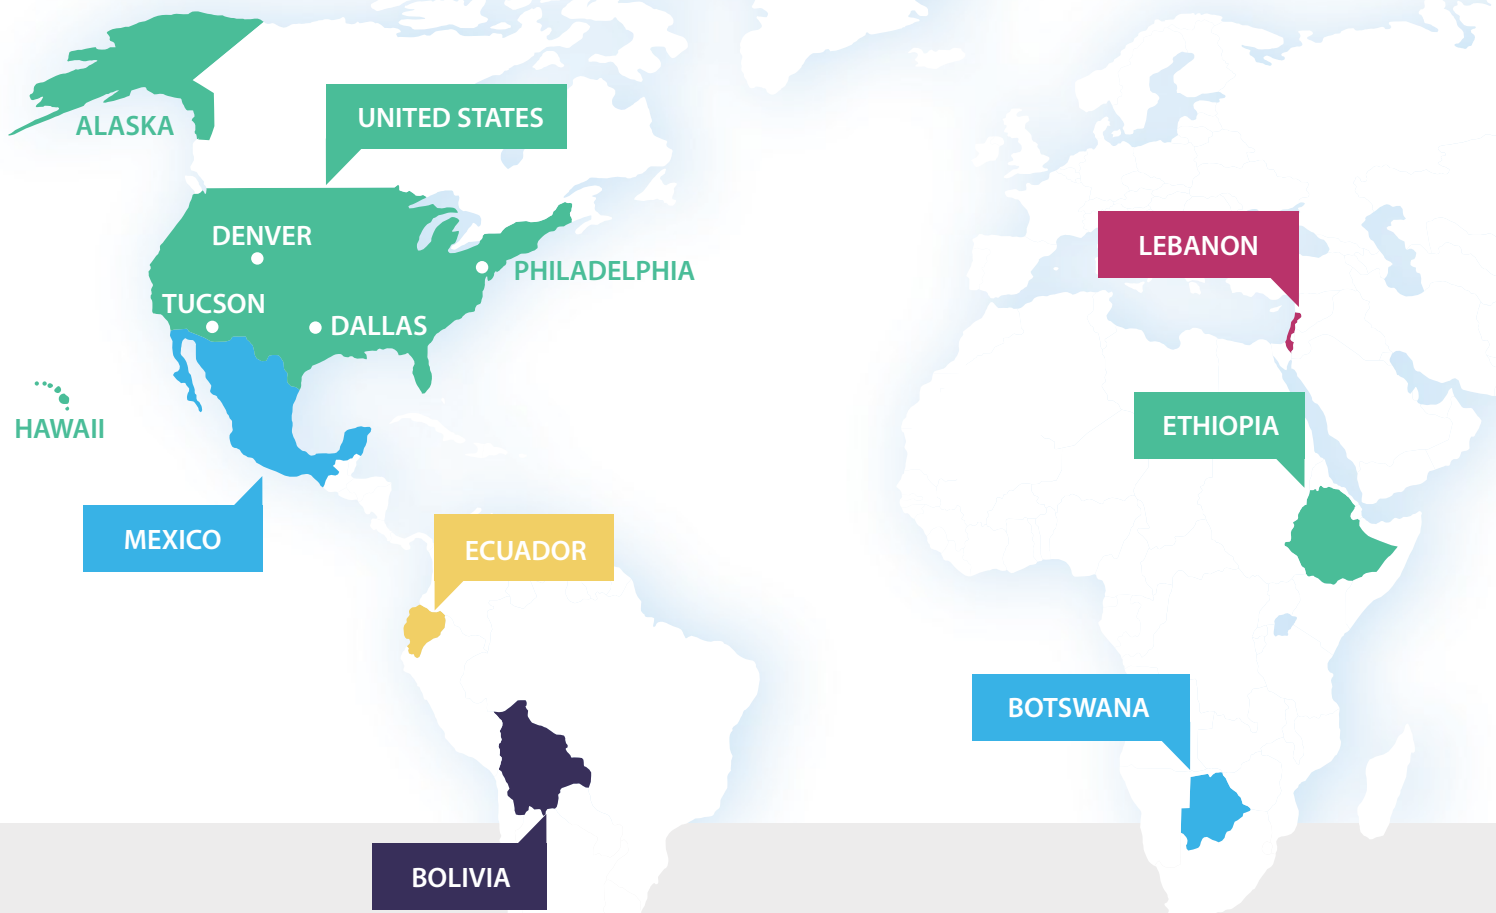 ALASKA
UNITED STATES
DENVER
PHILADELPHIA
TUCSON
DALLAS
HAWAII
MEXICO
ECUADOR
BOLIVIA
LEBANON
ETHIOPIA
BOTSWANA